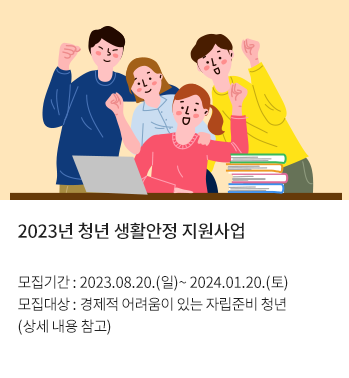 2023년 청년 생활안정 지원사업
모집기간 : 2023.08.20.(일)~ 2024.01.20.(토)
모집대상 : 경제적 어려움이 있는 자립준비 청년
(상세 내용 참고)